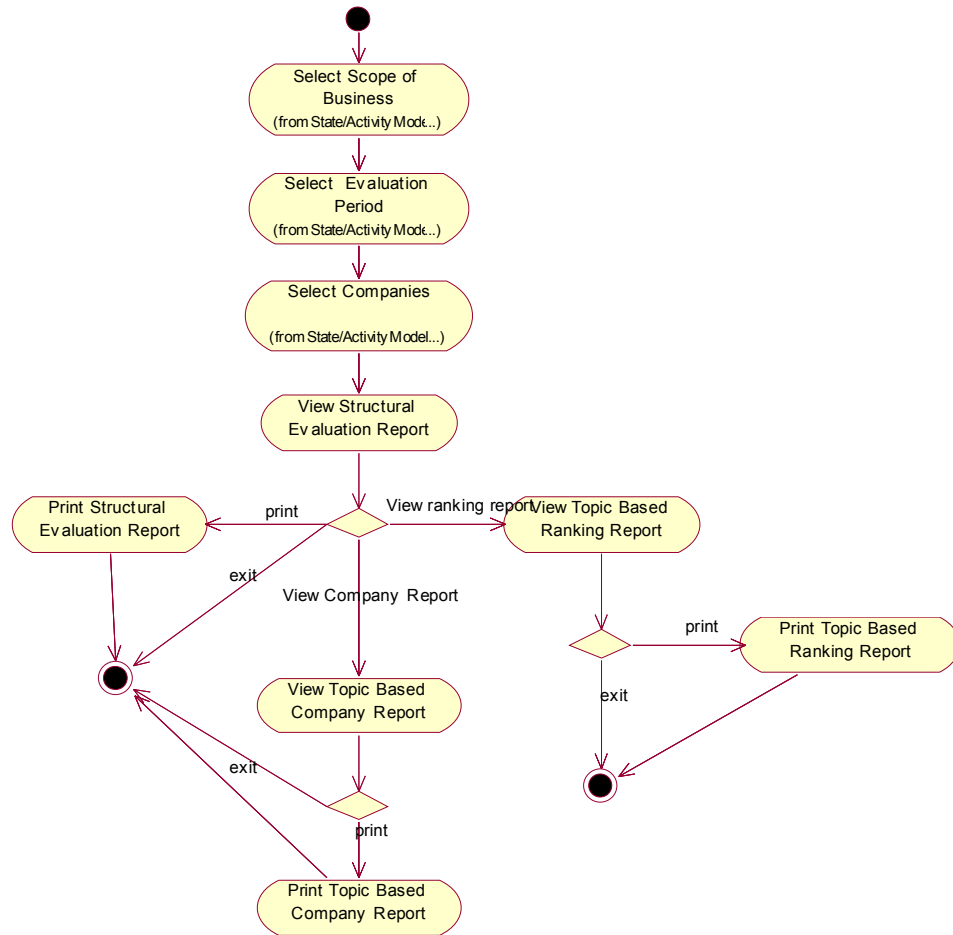 Select Scope of
Business
(from State/Activity Mode...)
Select Evaluation
Period
(from State/Activity Mode...)
Select Companies
(from State/Activity Model...)
View Structural
Evaluation Report
Print Structural
Evaluation Report
print
View ranking report
View Topic Based
Ranking Report
exit
View Company Report
print
Print Topic Based
Ranking Report
exit
View Topic Based
Company Report
exit
print
Print Topic Based
Company Report